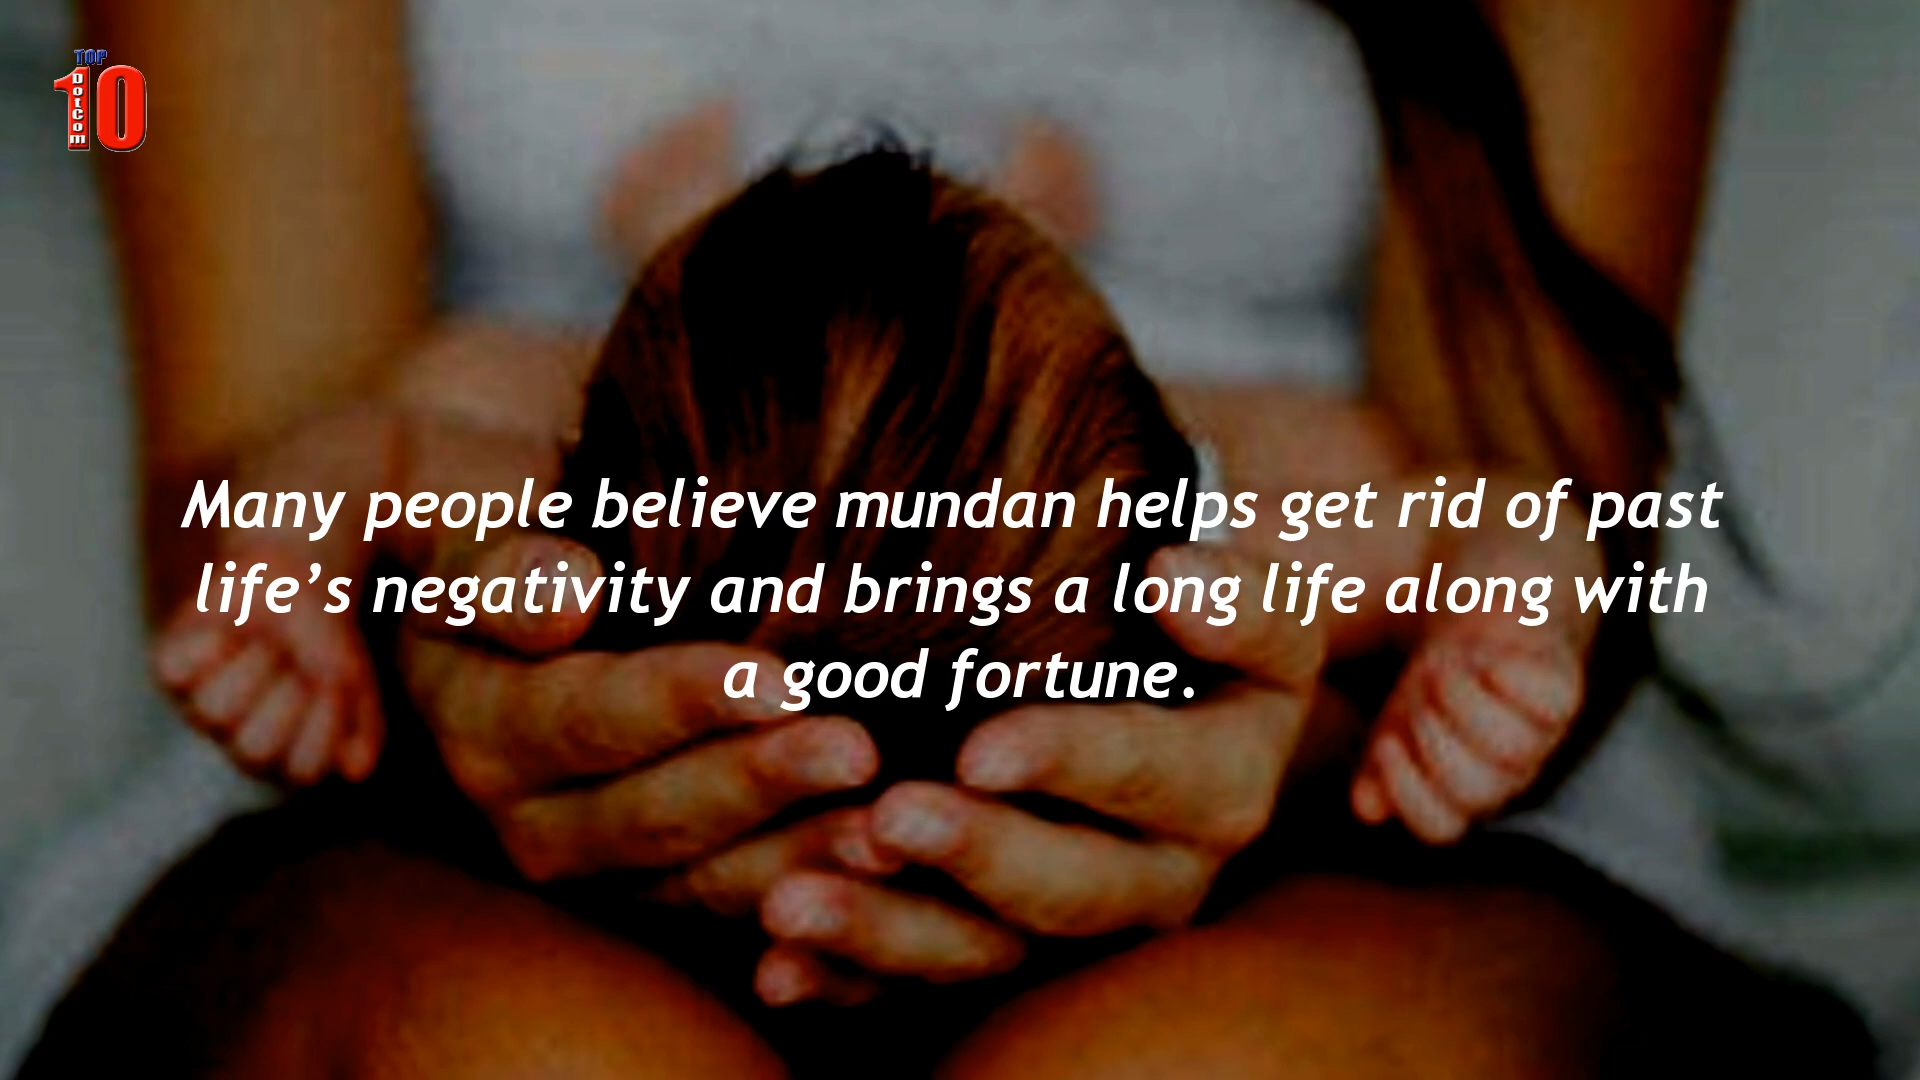 TOP
10
Dotcom
Many people believe mundan helps get rid of past
life’s negativity and brings a long life along with
a good fortune.